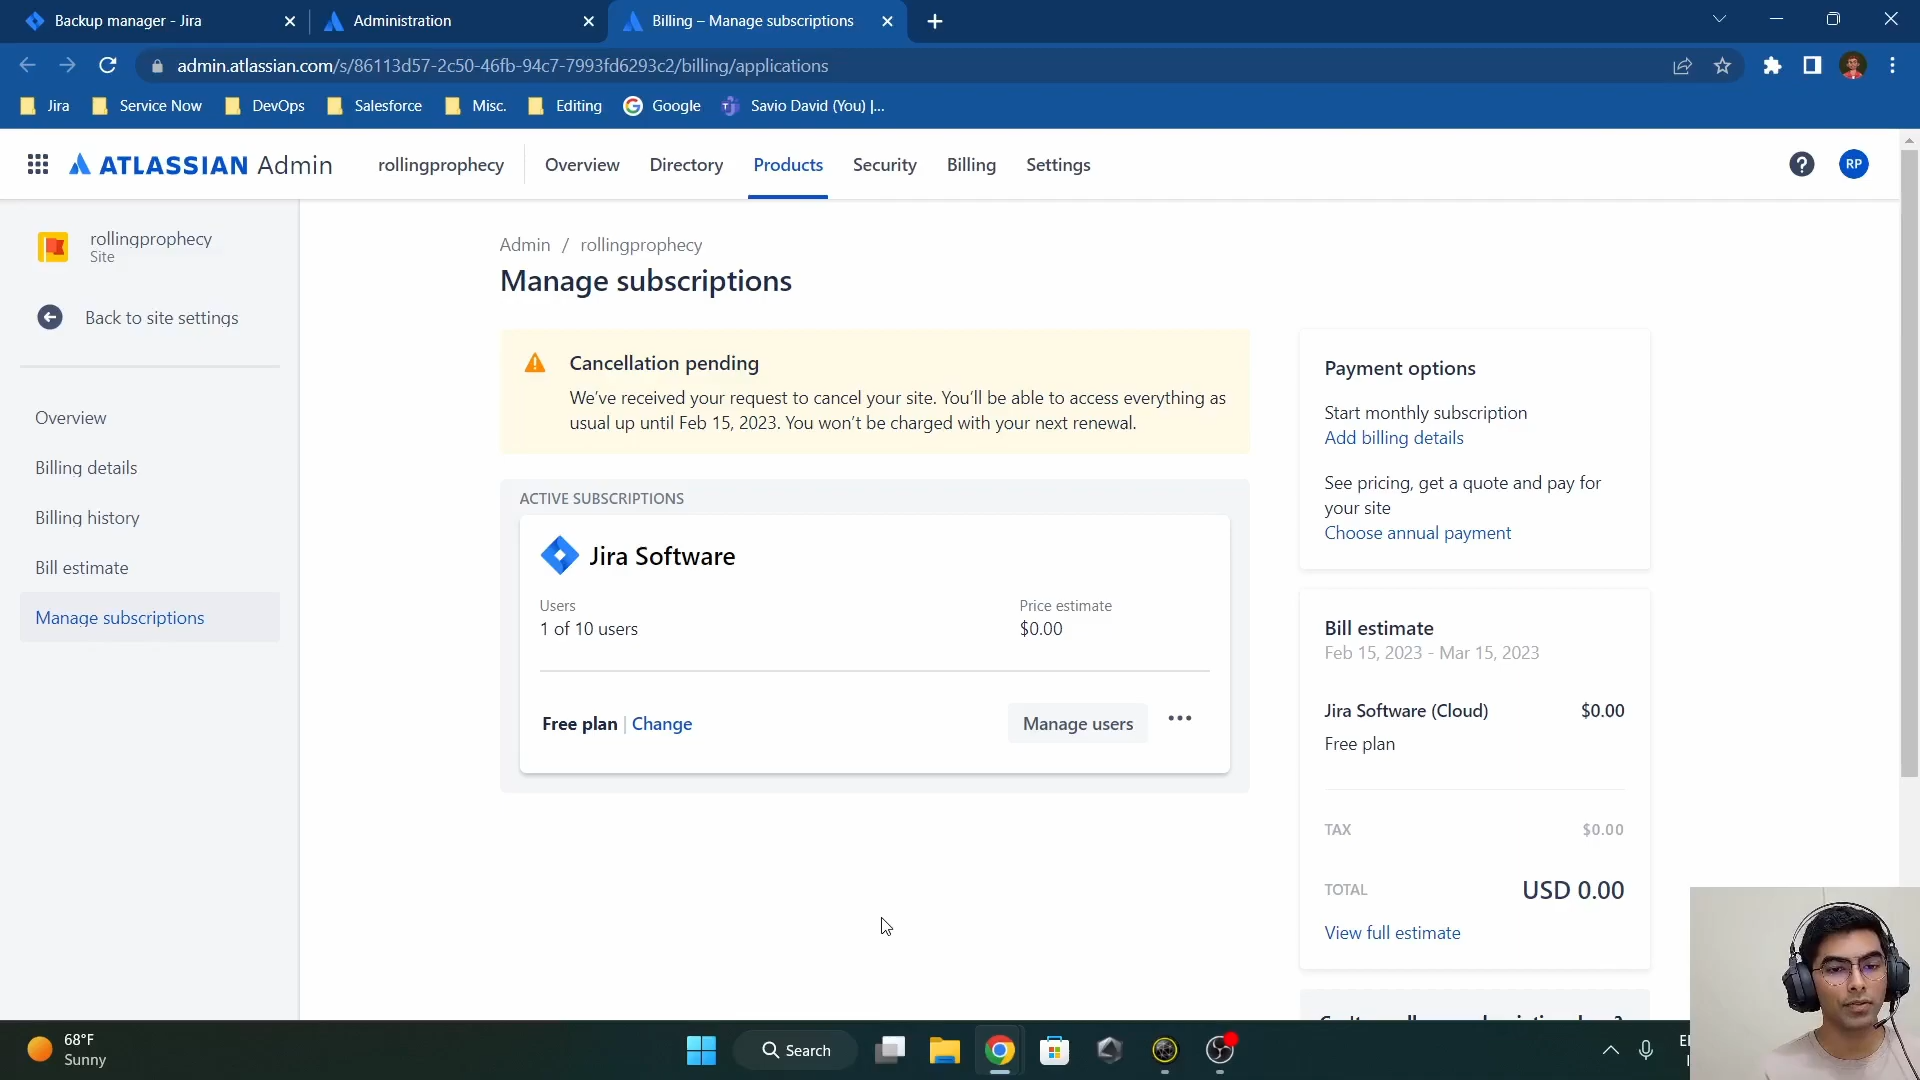 Backup manager - Jira
Administration
Billing – Manage subscriptions
admin.atlassian.com/s/86113d57-2c50-46fb-94c7-7993fd6293c2/billing/applications
Jira
Service Now
DevOps
Salesforce
Misc.
Editing
Google
Savio David (You) |...
ATLASSIAN Admin
rollingprophecy
Overview
Directory
Products
Security
Billing
Settings
RP
rollingprophecy
Site
Back to site settings
Overview
Billing details
Billing history
Bill estimate
Manage subscriptions
Admin / rollingprophecy
Manage subscriptions
Cancellation pending
We've received your request to cancel your site. You'll be able to access everything as
usual up until Feb 15, 2023. You won't be charged with your next renewal.
ACTIVE SUBSCRIPTIONS
Jira Software
Users
1 of 10 users
Price estimate
$0.00
Free plan | Change
Manage users
Payment options
Start monthly subscription
Add billing details
See pricing, get a quote and pay for
your site
Choose annual payment
Bill estimate
Feb 15, 2023 - Mar 15, 2023
Jira Software (Cloud) $0.00
Free plan
TAX $0.00
TOTAL USD 0.00
View full estimate
68°F
Sunny
Search